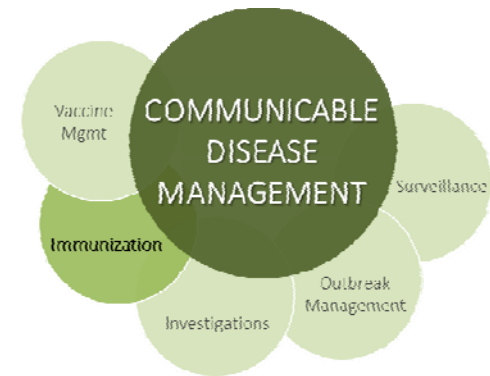 COMMUNICABLE
DISEASE
MANAGEMENT
Vaccine
Mgmt
Immunization
Investigations
Outbreak
Management
Surveillance